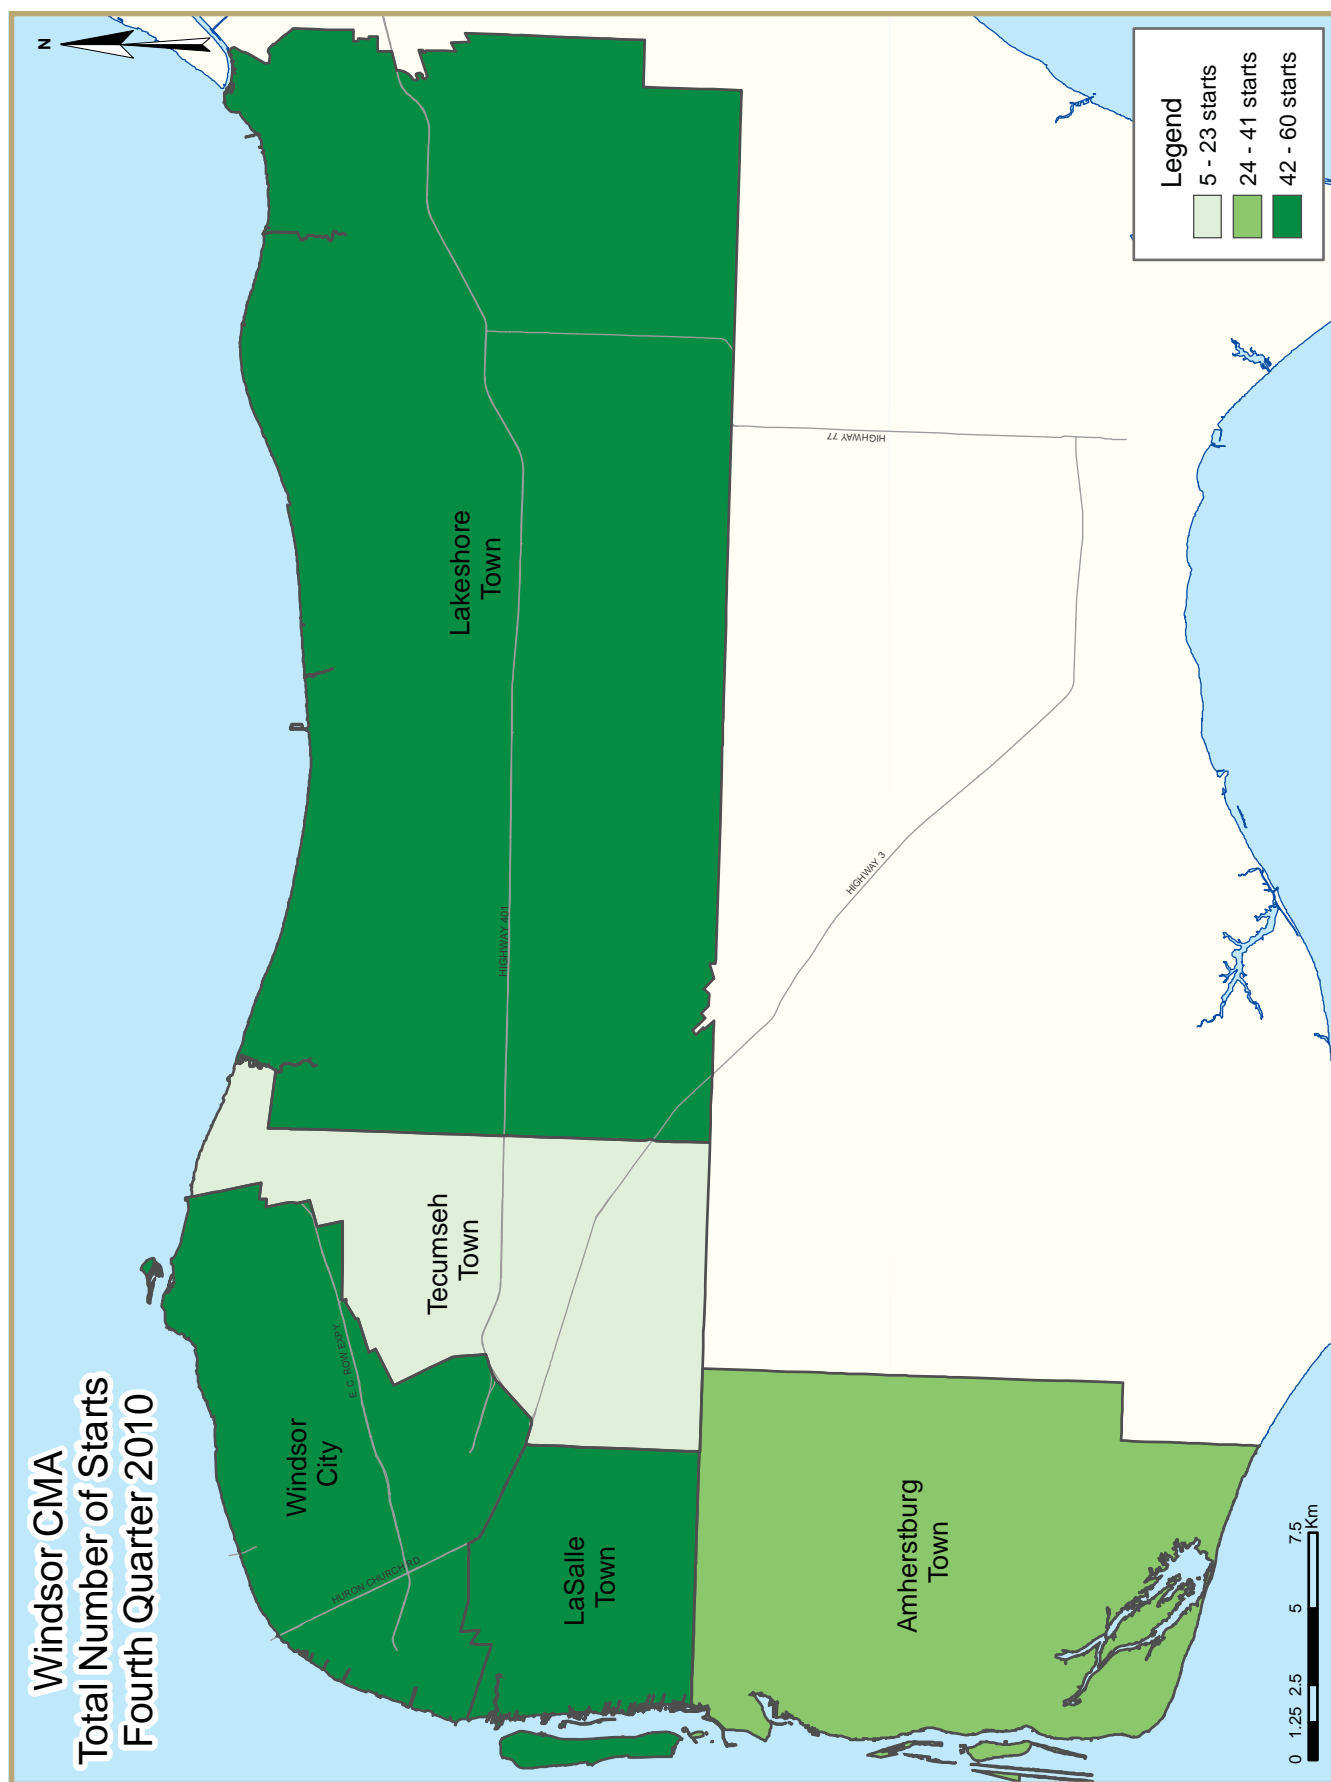 Windsor CMA
Total Number of Starts
Fourth Quarter 2010
N
Windsor
City
Tecumseh
Town
Lakeshore
Town
LaSalle
Town
Amherstburg
Town
E.C. ROW EXPY
HURON CHURCH RD
HIGHWAY 401
HIGHWAY 3
HIGHWAY 77
Legend
5 - 23 starts
24 - 41 starts
42 - 60 starts
0 1.25 2.5 5 7.5
Km